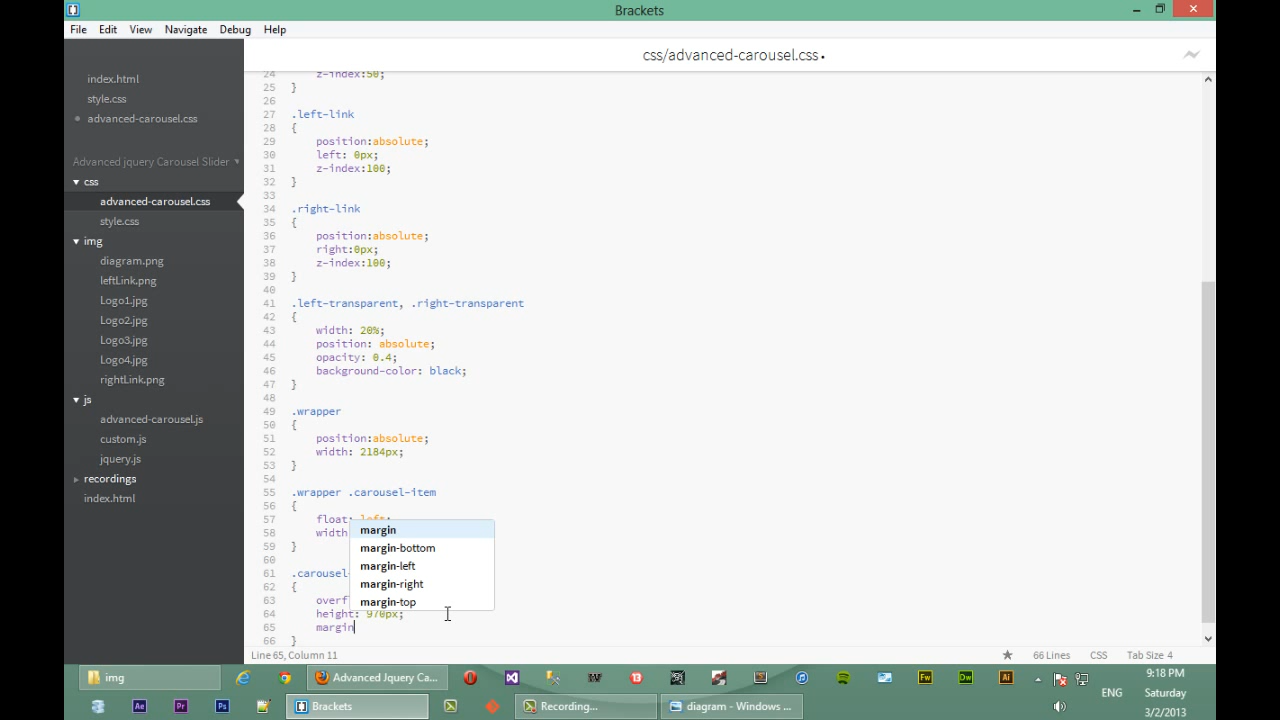 Brackets
File Edit View Navigate Debug Help
css/advanced-carousel.css •
index.html
style.css
advanced-carousel.css
Advanced jquery Carousel Slider
css
advanced-carousel.css
style.css
img
diagram.png
leftLink.png
Logo1.jpg
Logo2.jpg
Logo3.jpg
Logo4.jpg
rightLink.png
js
advanced-carousel.js
custom.js
jquery.js
recordings
index.html
24 z-index:50;
25 }
26
27 .left-link
28 {
29 position:absolute;
30 left: 0px;
31 z-index:100;
32 }
33
34 .right-link
35 {
36 position:absolute;
37 right:0px;
38 z-index:100;
39 }
40
41 .left-transparent, .right-transparent
42 {
43 width: 20%;
44 position: absolute;
45 opacity: 0.4;
46 background-color: black;
47 }
48
49 .wrapper
50 {
51 position:absolute;
52 width: 2184px;
53 }
54
55 .wrapper .carousel-item
56 {
57 float: left;
58 width
59 }
60
61 .carousel-
62 {
63 overf
64 height: 970px;
65 margin
66 }
margin
margin-bottom
margin-left
margin-right
margin-top
Line 65, Column 11
66 Lines CSS Tab Size 4
img
Advanced Jquery Ca...
Brackets
Recording...
diagram - Windows ...
W
13
Fw
Dw
Ai
Ae
Pr
Ps
ENG
9:18 PM
Saturday
3/2/2013